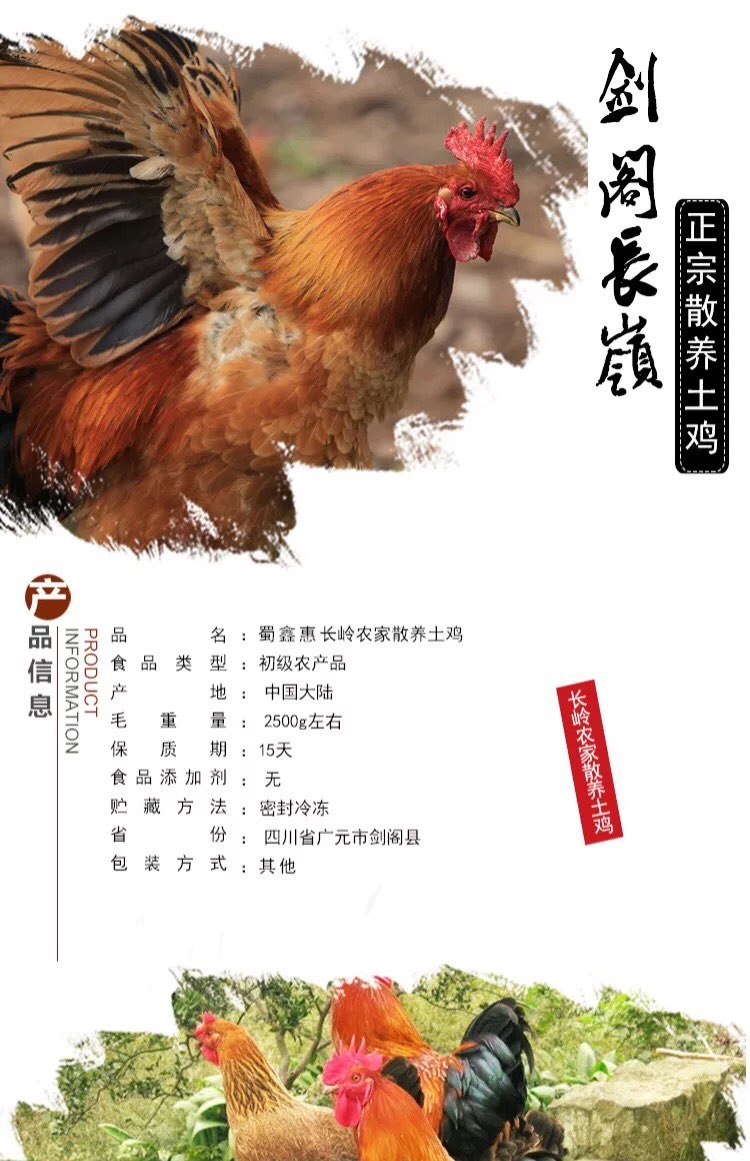 剑阁長嶺
正宗散养土鸡
产品信息
PRODUCT
INFORMATION
品名：蜀鑫惠长岭农家散养土鸡
食品类型：初级农产品
产地：中国大陆
毛重量：2500g左右
保质期：15天
食品添加剂：无
贮藏方法：密封冷冻
省份：四川省广元市剑阁县
包装方式：其他
长岭农家散养土鸡